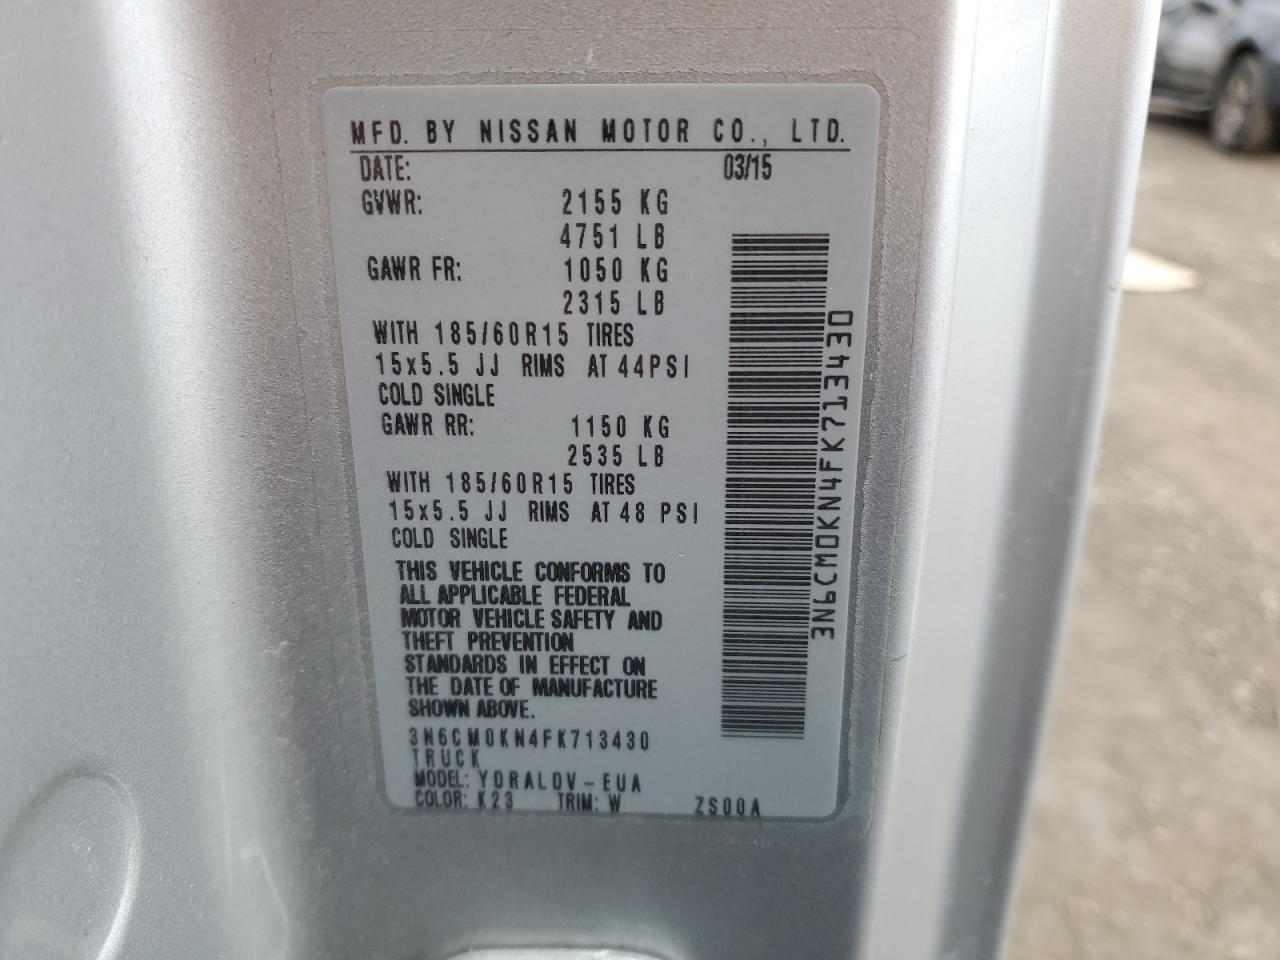 MFD. BY NISSAN MOTOR CO., LTD.
DATE: 03/15
GVWR: 2155 KG
4751 LB
GAWR FR: 1050 KG
2315 LB
WITH 185/60R15 TIRES
15x5.5 JJ RIMS AT 44PSI
COLD SINGLE
GAWR RR: 1150 KG
2535 LB
WITH 185/60R15 TIRES
15x5.5 JJ RIMS AT 48 PSI
COLD SINGLE
THIS VEHICLE CONFORMS TO
ALL APPLICABLE FEDERAL
MOTOR VEHICLE SAFETY AND
THEFT PREVENTION
STANDARDS IN EFFECT ON
THE DATE OF MANUFACTURE
SHOWN ABOVE.
3N6CM0KN4FK713430
TRUCK
MODEL: YDRALDV-EUA
COLOR: K23 TRIM: W ZS00A
3N6CM0KN4FK713430